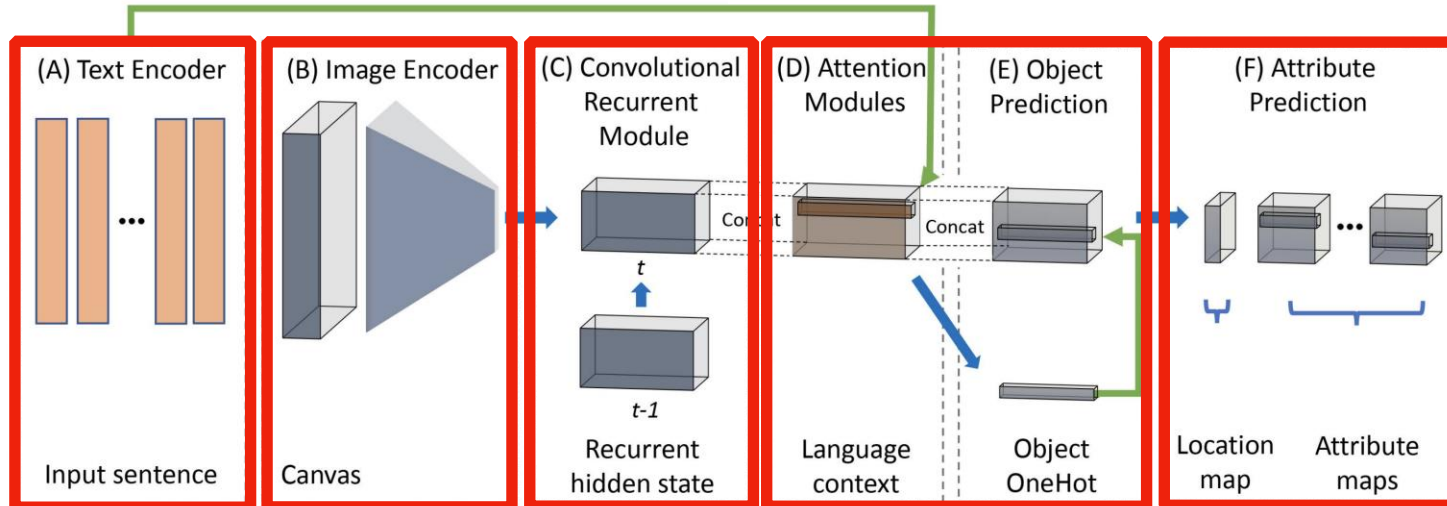 (A) Text Encoder
•••
Input sentence
(B) Image Encoder
Canvas
(C) Convolutional
Recurrent
Module
t
t-1
Recurrent
hidden state
Concat
(D) Attention
Modules
Language
context
Concat
(E) Object
Prediction
Object
OneHot
(F) Attribute
Prediction
•••
Location
map
Attribute
maps